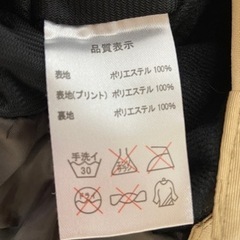 品質表示
表地 ポリエステル 100%
表地(プリント) ポリエステル 100%
裏地 ポリエステル 100%
手洗イ
30